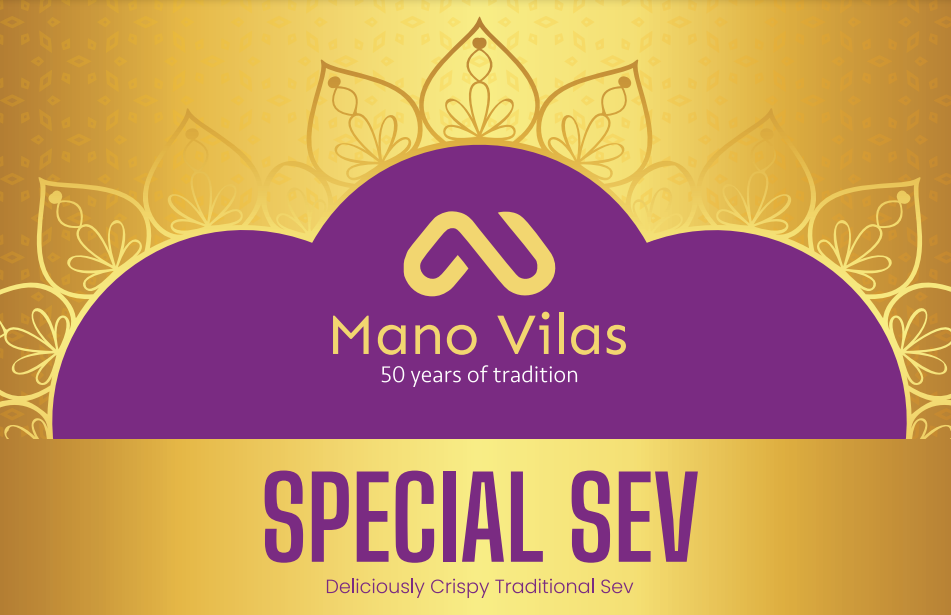 Mano Vilas
50 years of tradition
SPECIAL SEV
Deliciously Crispy Traditional Sev